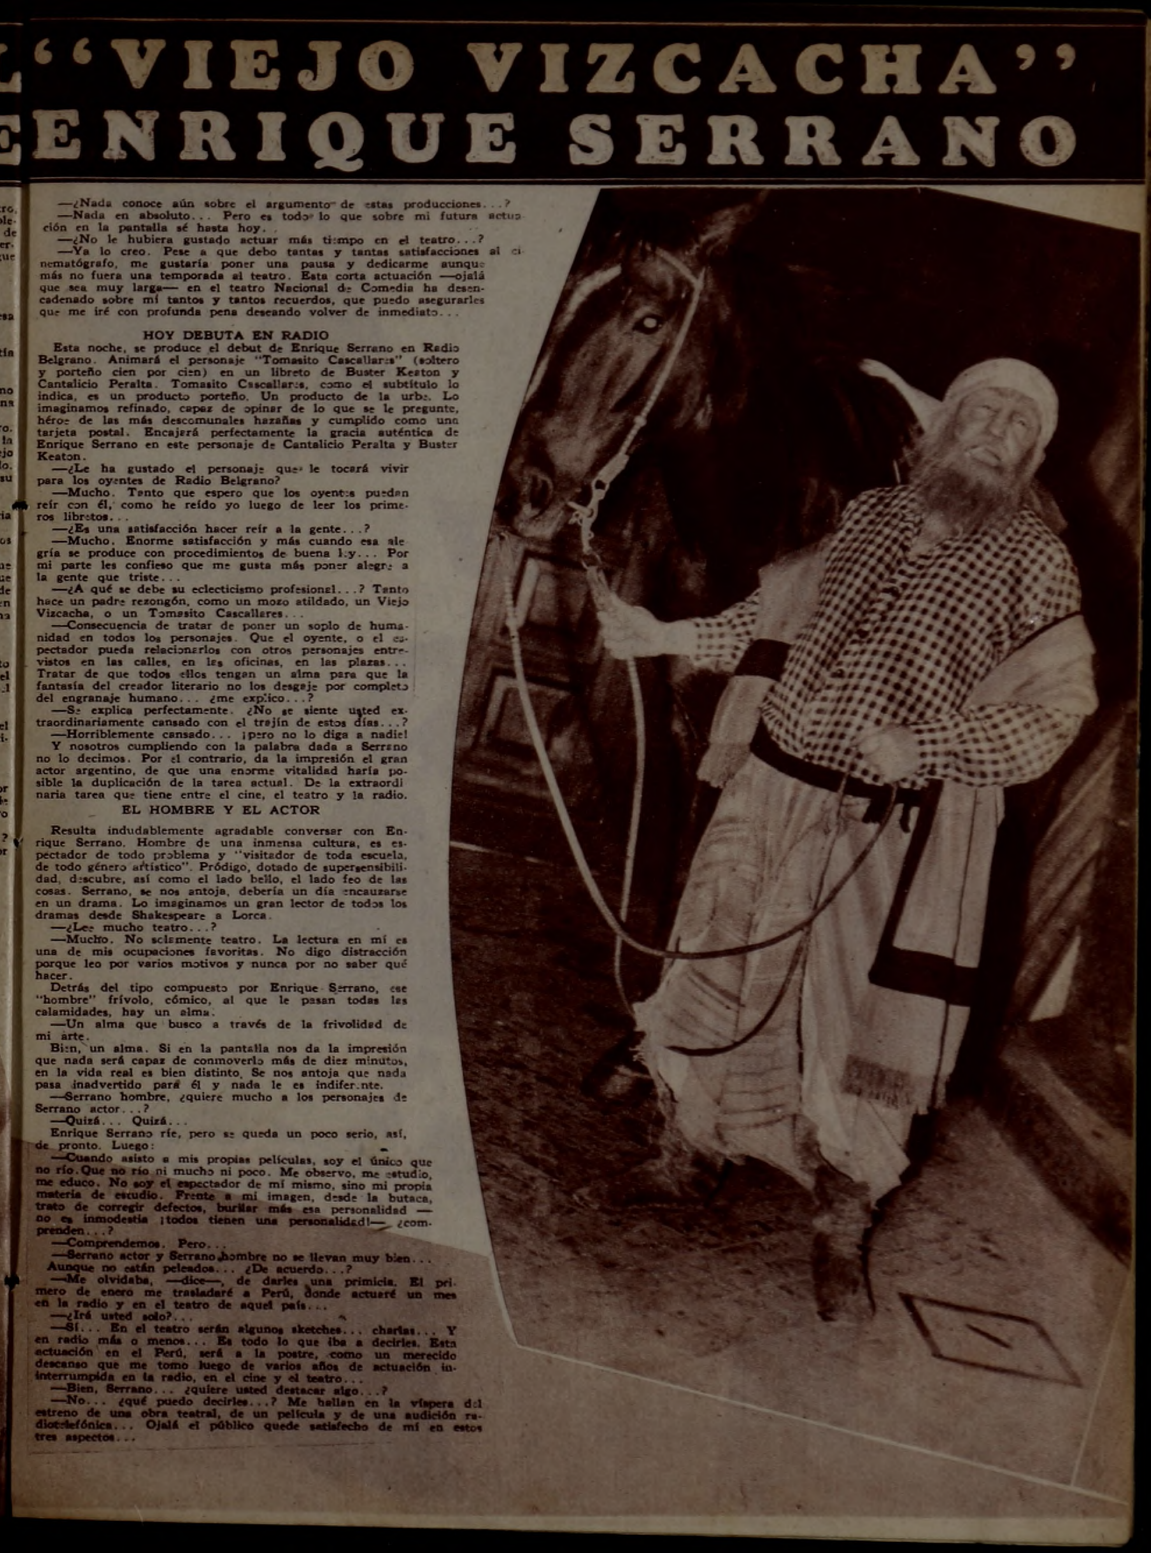 “VIEJO VIZCACHA”
ENRIQUE SERRANO
—¿Nada conoce aún sobre el argumento de estas producciones...?
—Nada en absoluto... Pero es todo lo que sobre mi futura actua
ción en la pantalla sé hasta hoy.
—¿No le hubiera gustado actuar más tiempo en el teatro...?
—Ya lo creo. Pese a que debo tantas y tantas satisfacciones al ci
nematógrafo, me gustaría poner una pausa y dedicarme aunque
más no fuera una temporada al teatro. Esta corta actuación —ojalá
que sea muy larga— en el teatro Nacional de Comedia ha desen-
cadenado sobre mí tantos y tantos recuerdos, que puedo asegurarles
que me iré con profunda pena deseando volver de inmediato...
HOY DEBUTA EN RADIO
Esta noche, se produce el debut de Enrique Serrano en Radio
Belgrano. Animará el personaje “Tomasito Cascallares” (soltero
y porteño cien por cien) en un libreto de Buster Keaton y
Cantalicio Peralta. Tomasito Cascallares, como el subtítulo lo
indica, es un producto porteño. Un producto de la urbe. Lo
imaginamos refinado, capaz de opinar de lo que se le pregunte,
héroe de las más descomunales hazañas y cumplido como una
tarjeta postal. Encajará perfectamente la gracia auténtica de
Enrique Serrano en este personaje de Cantalicio Peralta y Buster
Keaton.
—¿Le ha gustado el personaje que le tocará vivir
para los oyentes de Radio Belgrano?
—Mucho. Tanto que espero que los oyentes puedan
reír con él, como he reído yo luego de leer los prime-
ros libretos...
—¿Es una satisfacción hacer reír a la gente...?
—Mucho. Enorme satisfacción y más cuando esa ale
gría se produce con procedimientos de buena ley... Por
mi parte les confieso que me gusta más poner alegre a
la gente que triste...
—¿A qué se debe su eclecticismo profesional...? Tanto
hace un padre rezongón, como un mozo atildado, un Viejo
Vizcacha, o un Tomasito Cascallares...
—Consecuencia de tratar de poner un soplo de huma-
nidad en todos los personajes. Que el oyente, o el es-
pectador pueda relacionarlos con otros personajes entre-
vistos en las calles, en las oficinas, en las plazas...
Tratar de que todos ellos tengan un alma para que la
fantasía del creador literario no los desgaje por completo
del engranaje humano... ¿me explico...?
—Se explica perfectamente. ¿No se siente usted ex-
traordinariamente cansado con el trajín de estos días...?
—Horriblemente cansado... ¡pero no lo diga a nadie!
Y nosotros cumpliendo con la palabra dada a Serrano
no lo decimos. Por el contrario, da la impresión el gran
actor argentino, de que una enorme vitalidad haría po-
sible la duplicación de la tarea actual. De la extraordi
naria tarea que tiene entre el cine, el teatro y la radio.
EL HOMBRE Y EL ACTOR
Resulta indudablemente agradable conversar con En-
rique Serrano. Hombre de una inmensa cultura, es es-
pectador de todo problema y “visitador de toda escuela,
de todo género artístico”. Pródigo, dotado de supersensibili-
dad, descubre, así como el lado bello, el lado feo de las
cosas. Serrano, se nos antoja, debería un día encauzarse
en un drama. Lo imaginamos un gran lector de todos los
dramas desde Shakespeare a Lorca.
—¿Lee mucho teatro...?
—Mucho. No solamente teatro. La lectura en mí es
una de mis ocupaciones favoritas. No digo distracción
porque leo por varios motivos y nunca por no saber qué
hacer.
Detrás del tipo compuesto por Enrique Serrano, ese
“hombre” frívolo, cómico, al que le pasan todas las
calamidades, hay un alma.
—Un alma que busco a través de la frivolidad de
mi arte.
Bien, un alma. Si en la pantalla nos da la impresión
que nada será capaz de conmoverlo más de diez minutos,
en la vida real es bien distinto. Se nos antoja que nada
pasa inadvertido para él y nada le es indiferente.
—Serrano hombre, ¿quiere mucho a los personajes de
Serrano actor...?
—Quizá... Quizá...
Enrique Serrano ríe, pero se queda un poco serio, así,
de pronto. Luego:
—Cuando asisto a mis propias películas, soy el único que
no río. Que no río ni mucho ni poco. Me observo, me estudio,
me educo. No soy el espectador de mí mismo, sino mi propia
materia de estudio. Frente a mi imagen, desde la butaca,
trato de corregir defectos, burilar más esa personalidad —
no es inmodestia ¡todos tienen una personalidad!— ¿com-
prenden...?
—Comprendemos. Pero...
—Serrano actor y Serrano hombre no se llevan muy bien...
Aunque no están peleados... ¿De acuerdo...?
—Me olvidaba, —dice—, de darles una primicia. El pri-
mero de enero me trasladaré a Perú, donde actuaré un mes
en la radio y en el teatro de aquel país...
—¿Irá usted solo?...
—Sí... En el teatro serán algunos sketches... charlas... Y
en radio más o menos... Es todo lo que iba a decirles. Esta
actuación en el Perú, será a la postre, como un merecido
descanso que me tomo luego de varios años de actuación in-
interrumpida en la radio, en el cine y el teatro...
—Bien, Serrano... ¿quiere usted destacar algo...?
—No... ¿qué puedo decirles...? Me hallan en la víspera del
estreno de una obra teatral, de un película y de una audición ra-
diotelefónica... Ojalá el público quede satisfecho de mí en estos
tres aspectos...